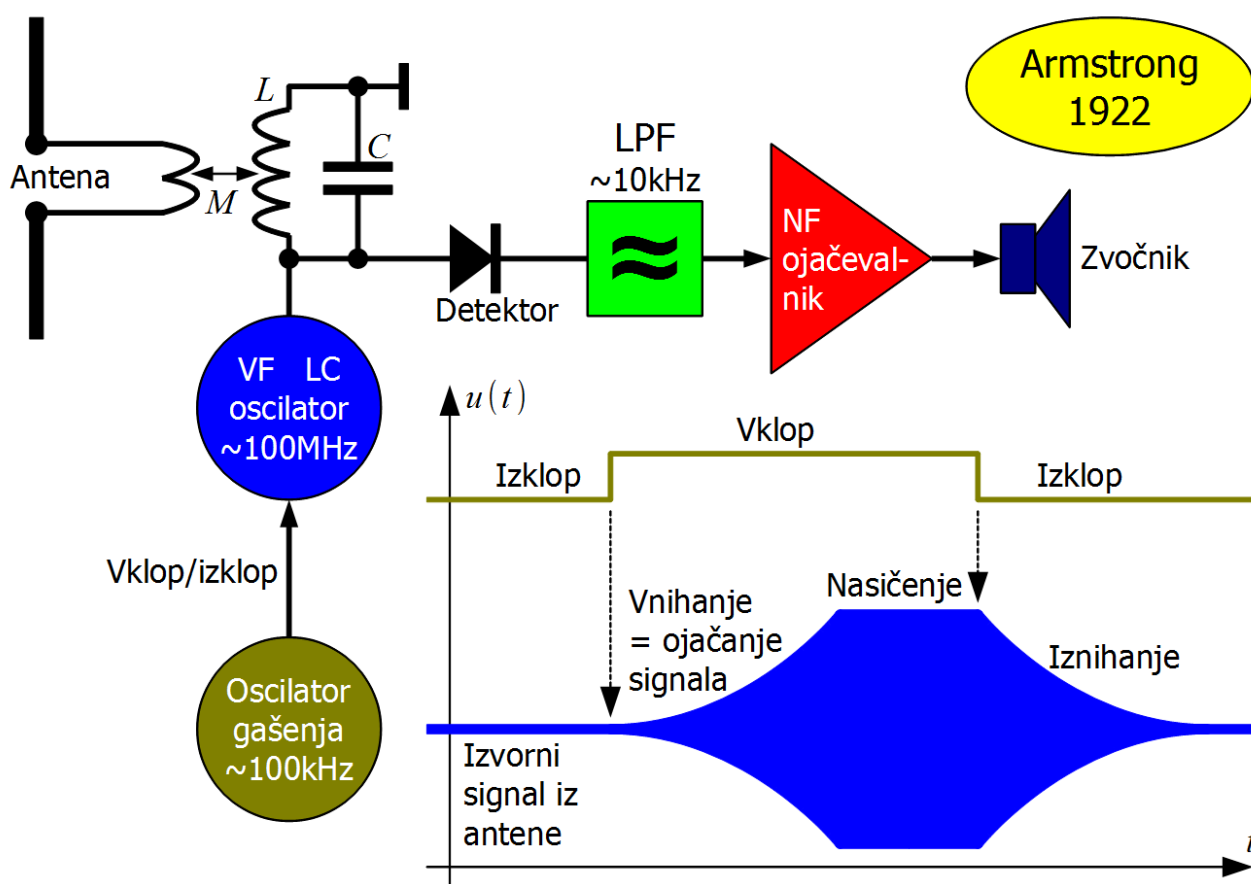 Armstrong
1922
L
C
Antena
M
LPF
~10kHz
NF
ojačeval-
nik
Zvočnik
Detektor
VF LC
oscilator
~100MHz
u(t)
Vklop
Izklop
Izklop
Vklop/izklop
Nasičenje
Vnihanje
= ojačanje
signala
Iznihanje
Oscilator
gašenja
~100kHz
Izvorni
signal iz
antene
t